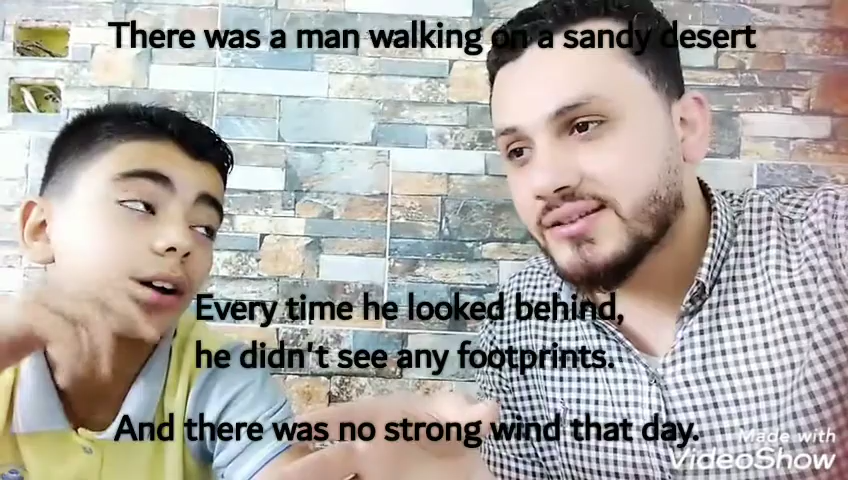 There was a man walking on a sandy desert
Every time he looked behind,
he didn't see any footprints.
And there was no strong wind that day.
Made with
VideoShow